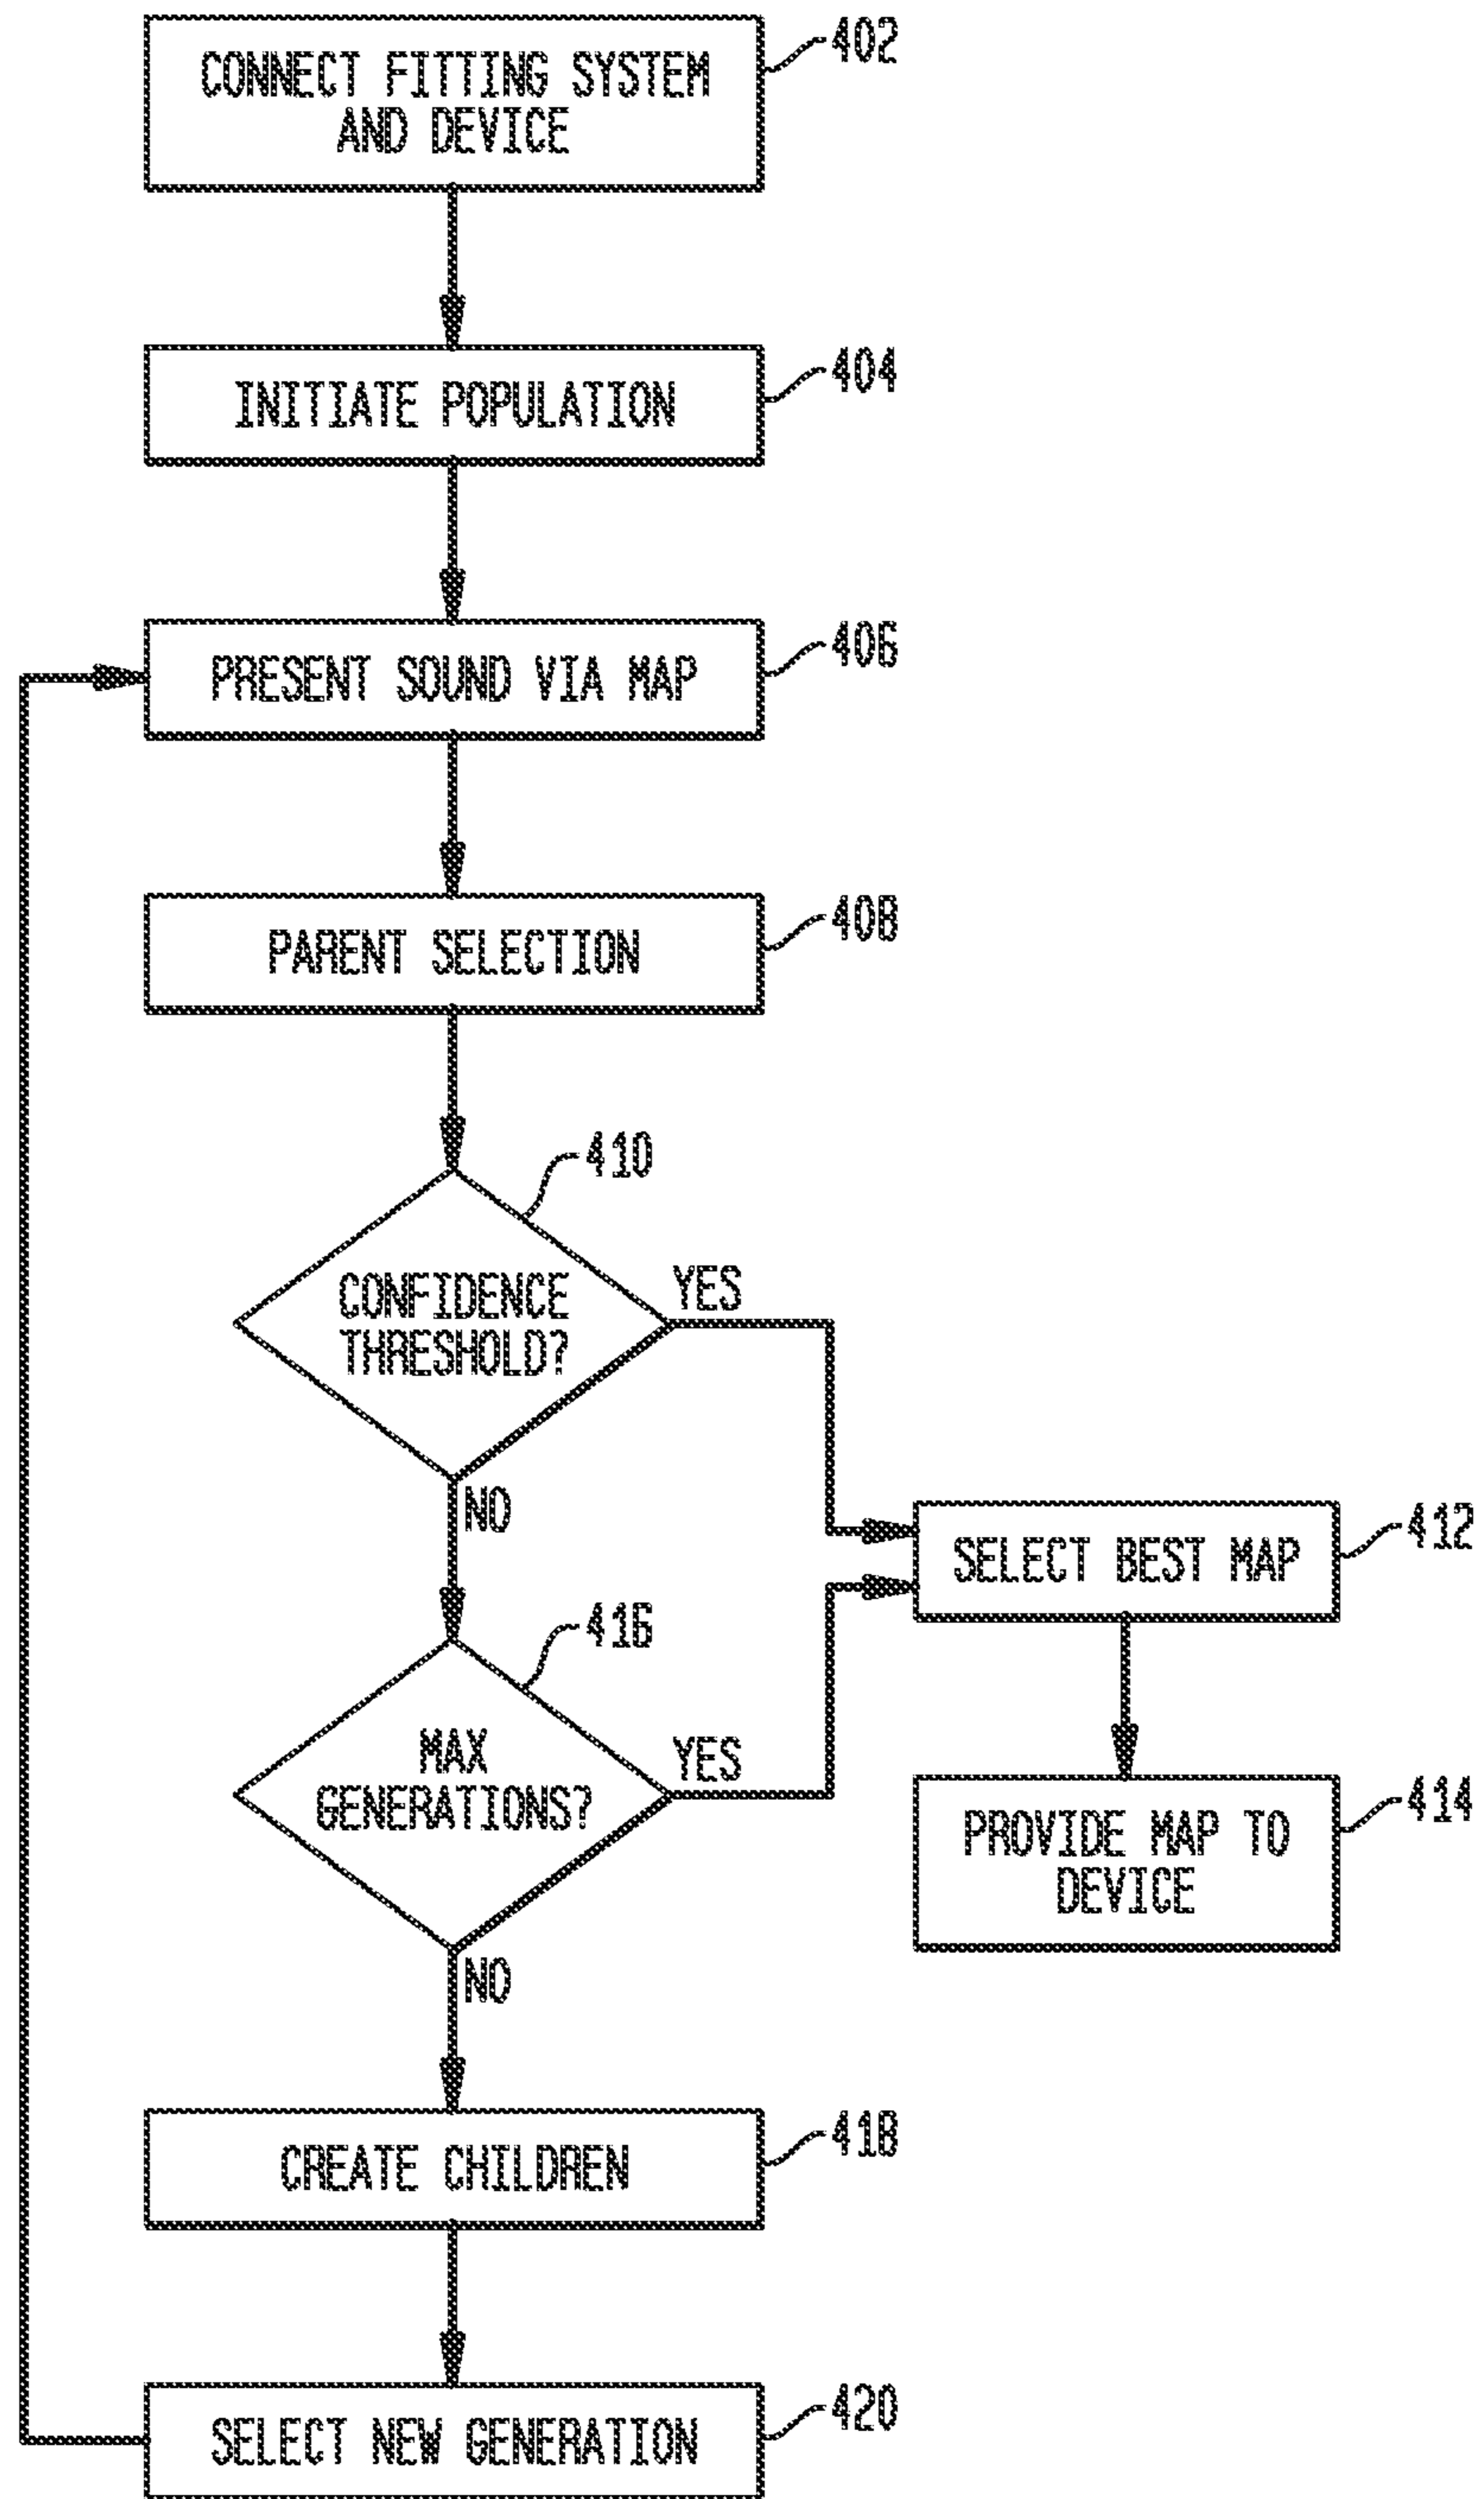 CONNECT FITTING SYSTEM
AND DEVICE
402
INITIATE POPULATION
404
PRESENT SOUND VIA MAP
406
PARENT SELECTION
408
410
CONFIDENCE
THRESHOLD?
YES
NO
SELECT BEST MAP
412
416
MAX
GENERATIONS?
YES
NO
PROVIDE MAP TO
DEVICE
414
CREATE CHILDREN
418
SELECT NEW GENERATION
420